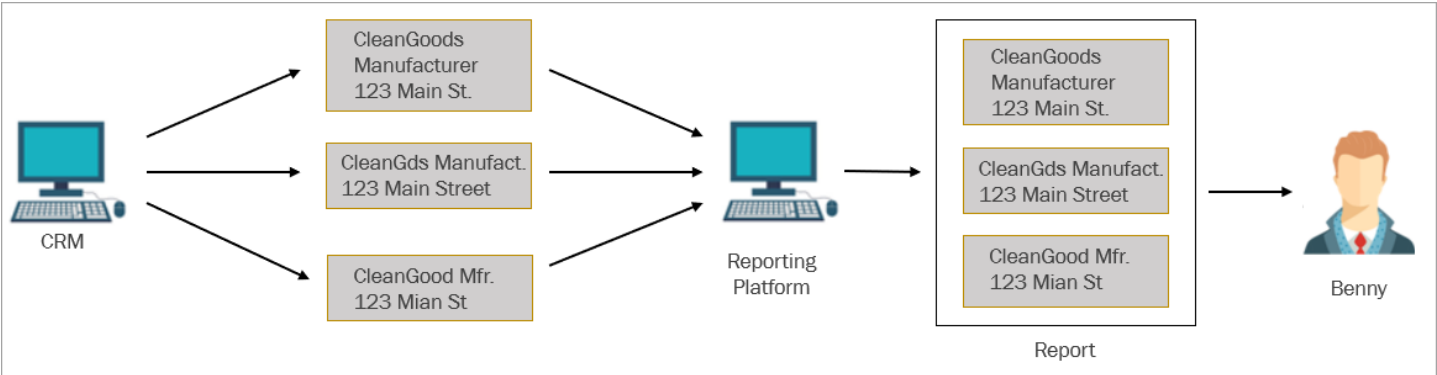 CRM
CleanGoods
Manufacturer
123 Main St.
CleanGds Manufact.
123 Main Street
CleanGood Mfr.
123 Mian St
Reporting
Platform
CleanGoods
Manufacturer
123 Main St.
CleanGds Manufact.
123 Main Street
CleanGood Mfr.
123 Mian St
Report
Benny